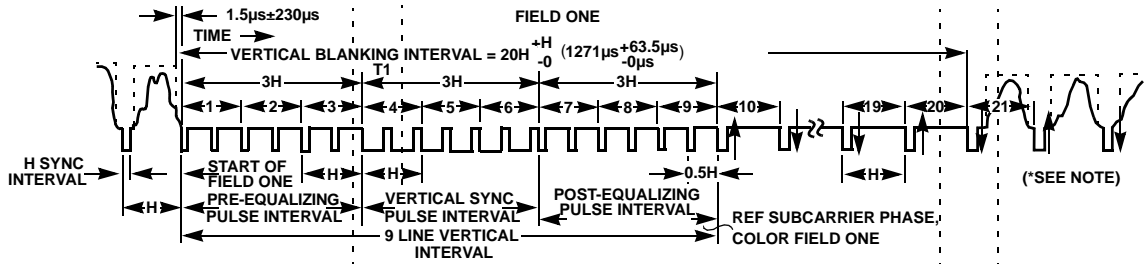 1.5µs±230µs
FIELD ONE
TIME
VERTICAL BLANKING INTERVAL = 20H +H -0 (1271µs +63.5µs -0µs)
T1
3H 3H 3H
1 2 3 4 5 6 7 8 9 10 19 20 21
H SYNC INTERVAL
START OF FIELD ONE
H H 0.5H H
(*SEE NOTE)
H
PRE-EQUALIZING PULSE INTERVAL
VERTICAL SYNC PULSE INTERVAL
POST-EQUALIZING PULSE INTERVAL
REF SUBCARRIER PHASE,
COLOR FIELD ONE
9 LINE VERTICAL
INTERVAL